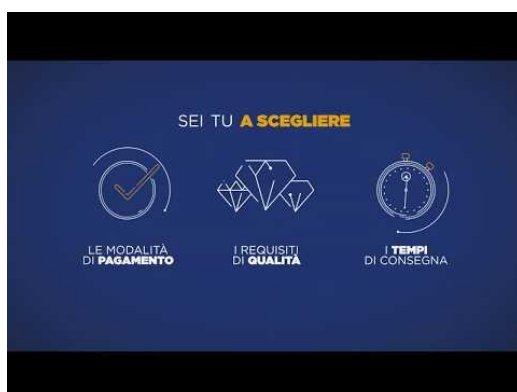 SEI TU A SCEGLIERE
LE MODALITÀ
DI PAGAMENTO
I REQUISITI
DI QUALITÀ
I TEMPI
DI CONSEGNA